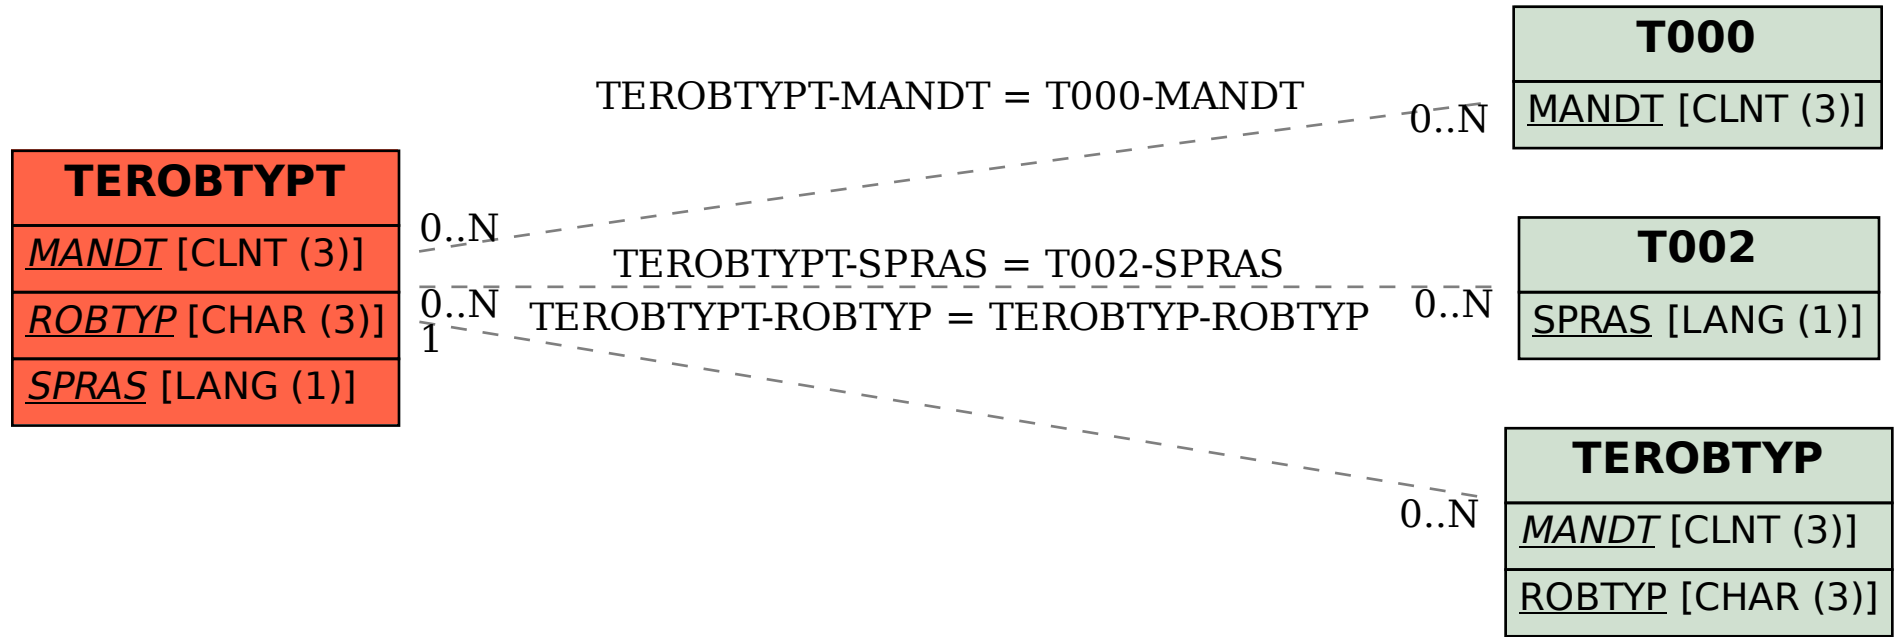 TEROBTYPT
MANDT [CLNT (3)]
ROBTYP [CHAR (3)]
SPRAS [LANG (1)]
TEROBTYPT-MANDT = T000-MANDT
0..N
0..N
TEROBTYPT-SPRAS = T002-SPRAS
0..N
0..N
TEROBTYPT-ROBTYP = TEROBTYP-ROBTYP
1
0..N
T000
MANDT [CLNT (3)]
T002
SPRAS [LANG (1)]
TEROBTYP
MANDT [CLNT (3)]
ROBTYP [CHAR (3)]